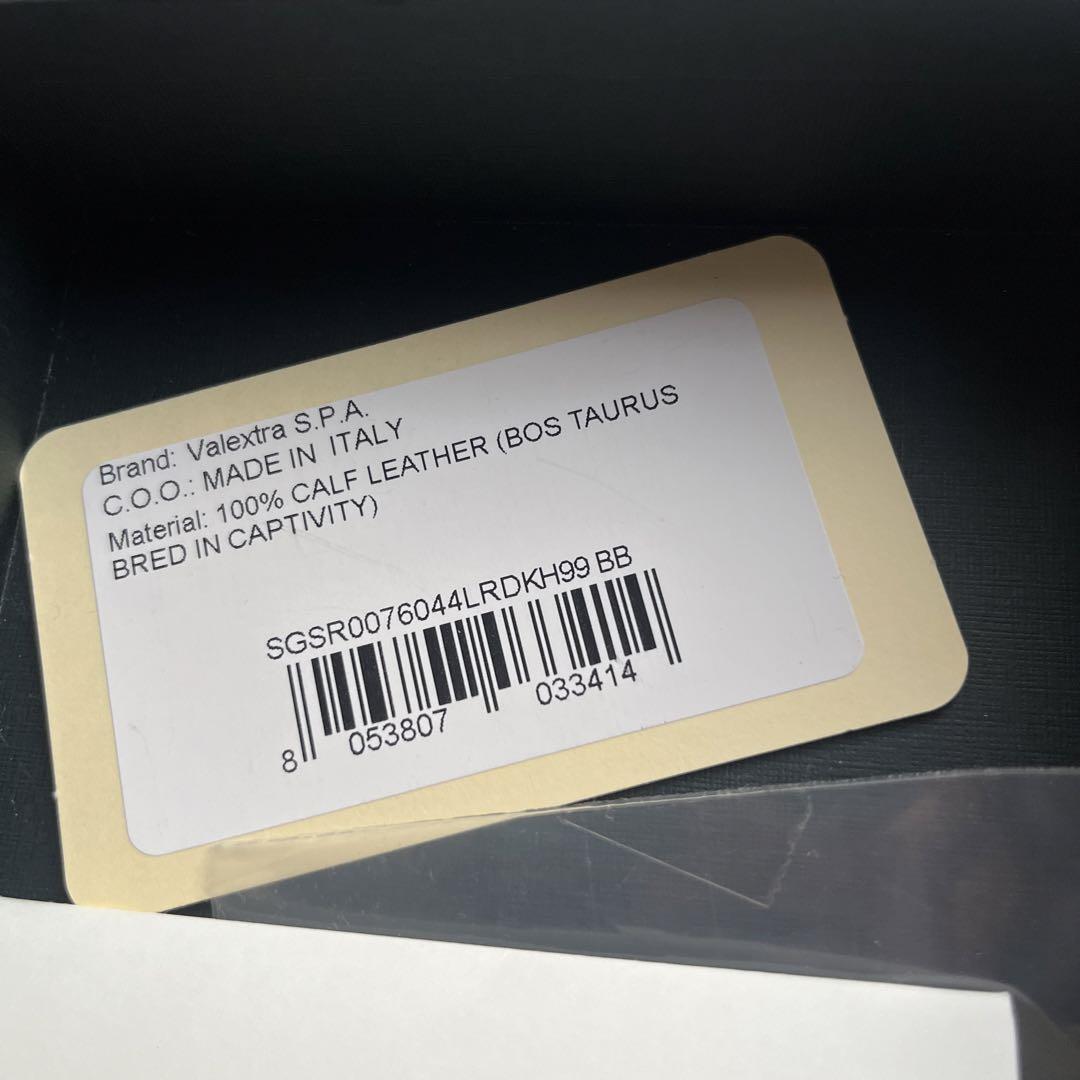 Brand: Valextra S.P.A.
C.O.O.: MADE IN ITALY
Material: 100% CALF LEATHER (BOS TAURUS
BRED IN CAPTIVITY)
SGSR0076044LRDKH99 BB
8 053807 033414